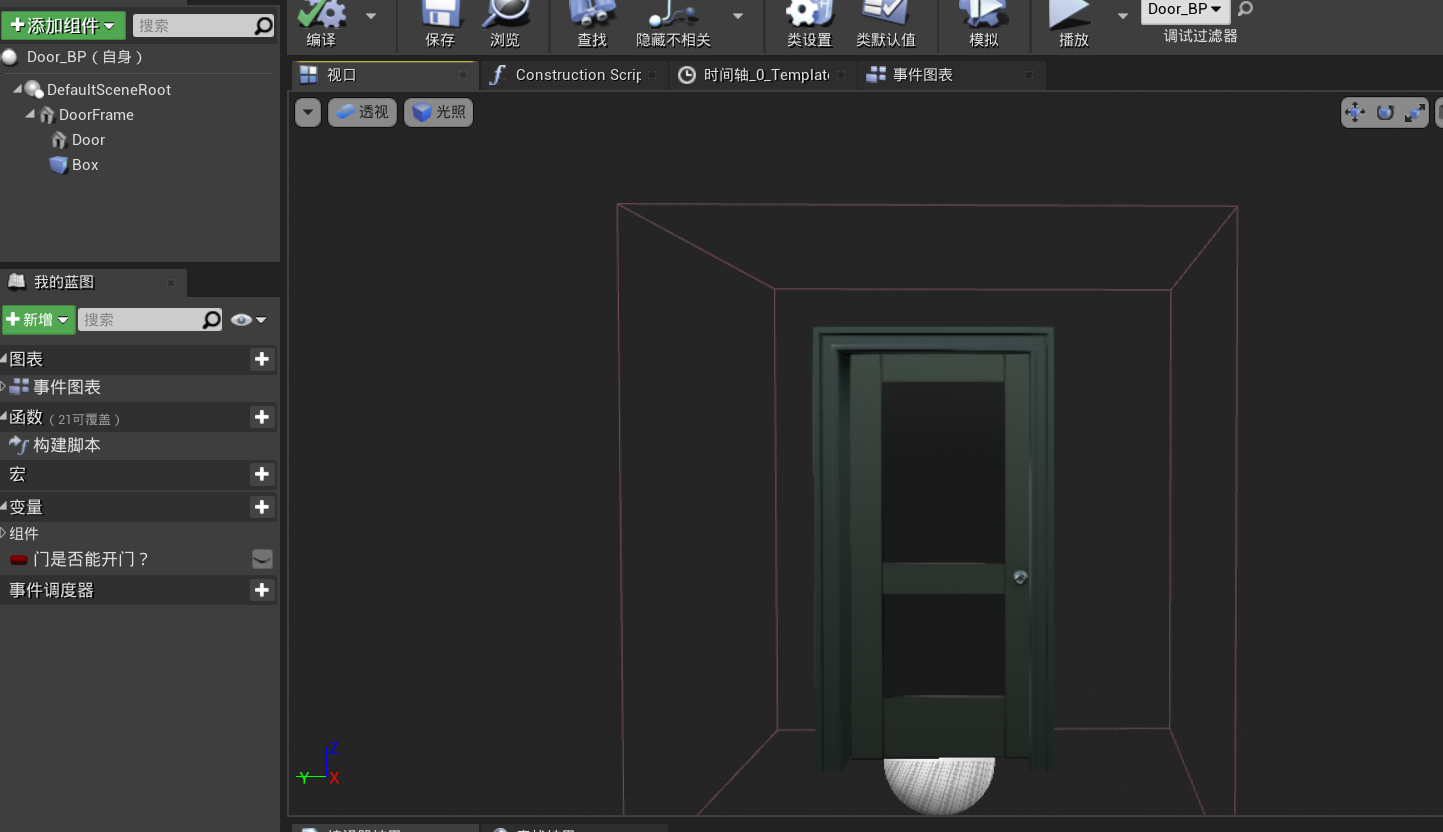 添加组件
搜索
Door_BP（自身）
DefaultSceneRoot
DoorFrame
Door
Box
我的蓝图
新增
搜索
图表
事件图表
函数（21可覆盖）
构建脚本
宏
变量
组件
门是否能开门？
事件调度器
编译
保存
浏览
查找
隐藏不相关
类设置
类默认值
模拟
播放
Door_BP
调试过滤器
视口
Construction Scrip
时间轴_0_Template
事件图表
透视
光照
Z
Y
X